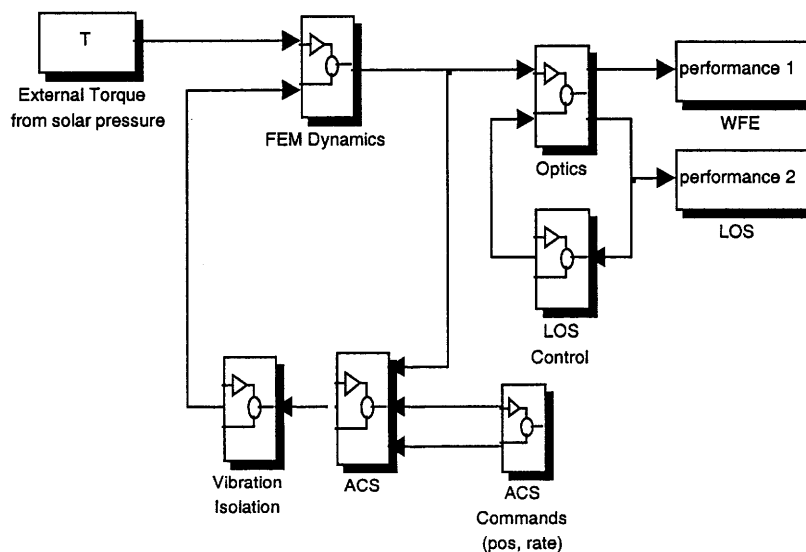 T
External Torque
from solar pressure
FEM Dynamics
Optics
performance 1
WFE
performance 2
LOS
LOS
Control
Vibration
Isolation
ACS
ACS
Commands
(pos, rate)